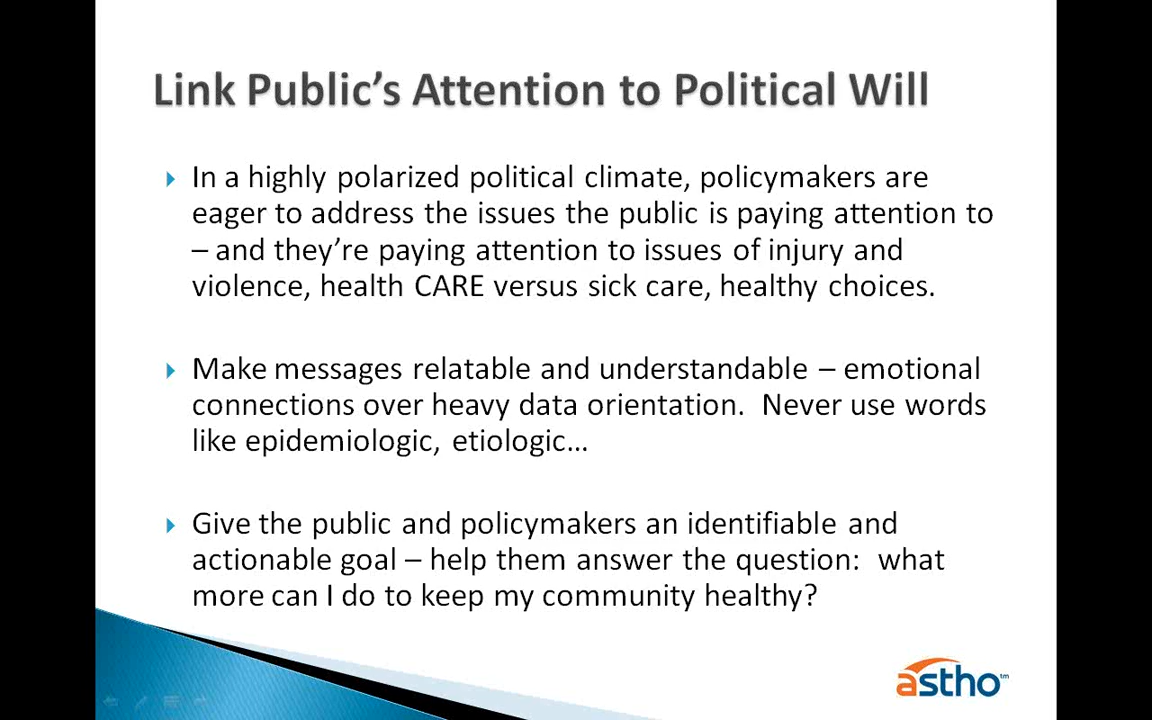 Link Public's Attention to Political Will
In a highly polarized political climate, policymakers are
eager to address the issues the public is paying attention to
– and they're paying attention to issues of injury and
violence, health CARE versus sick care, healthy choices.
Make messages relatable and understandable – emotional
connections over heavy data orientation.  Never use words
like epidemiologic, etiologic…
Give the public and policymakers an identifiable and
actionable goal – help them answer the question:  what
more can I do to keep my community healthy?
astho™